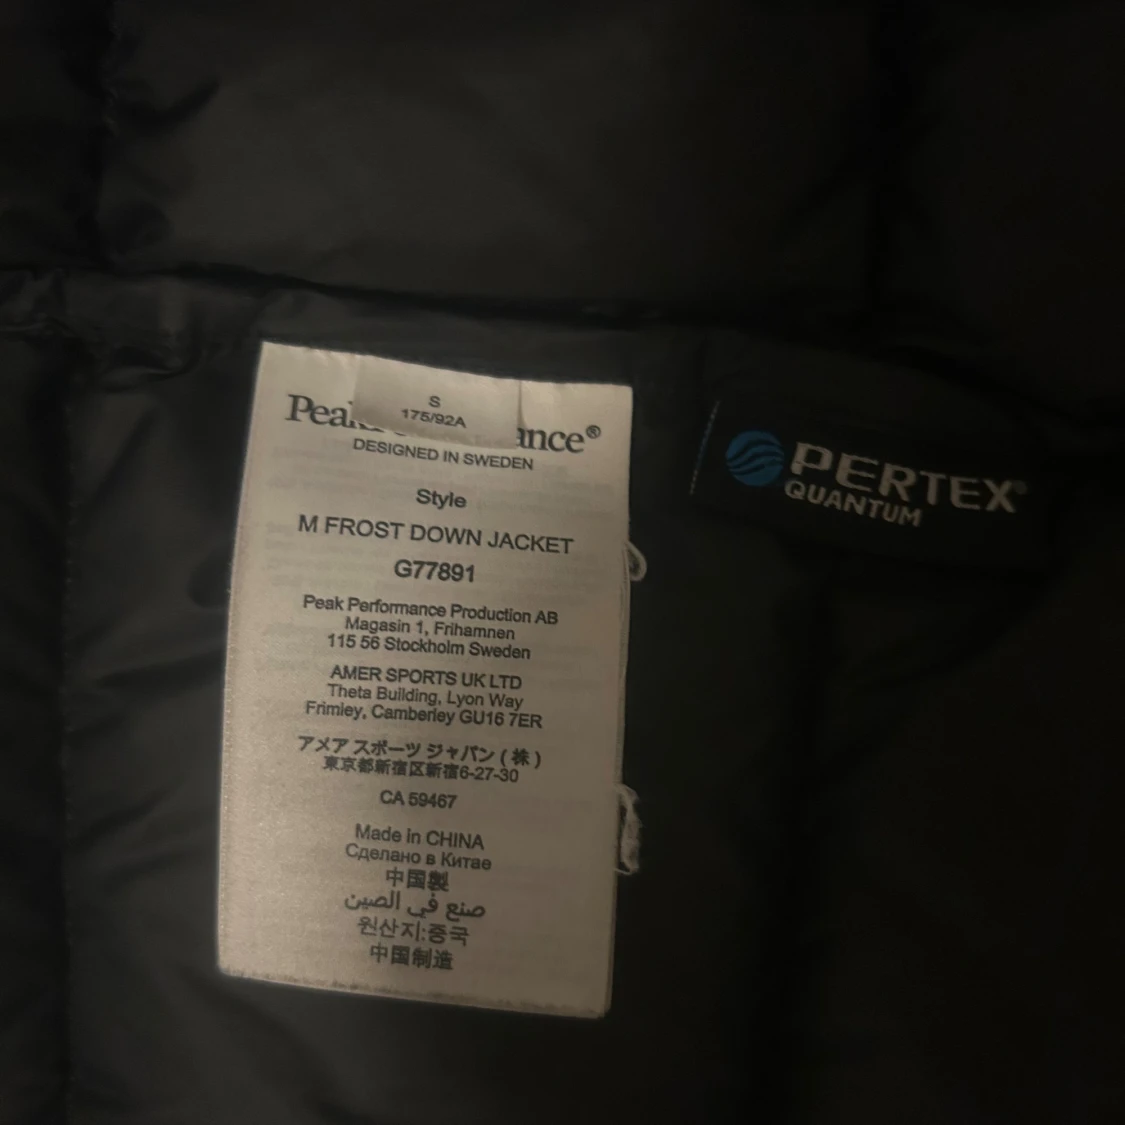 S
175/92A
Pea ance®
DESIGNED IN SWEDEN
Style
M FROST DOWN JACKET
G77891
Peak Performance Production AB
Magasin 1, Frihamnen
115 56 Stockholm Sweden
AMER SPORTS UK LTD
Theta Building, Lyon Way
Frimley, Camberley GU16 7ER
アメア スポーツ ジャパン (株)
東京都新宿区新宿6-27-30
CA 59467
Made in CHINA
Сделано в Китае
中国製
صنع في الصين
원산지:중국
中国制造
PERTEX®
QUANTUM